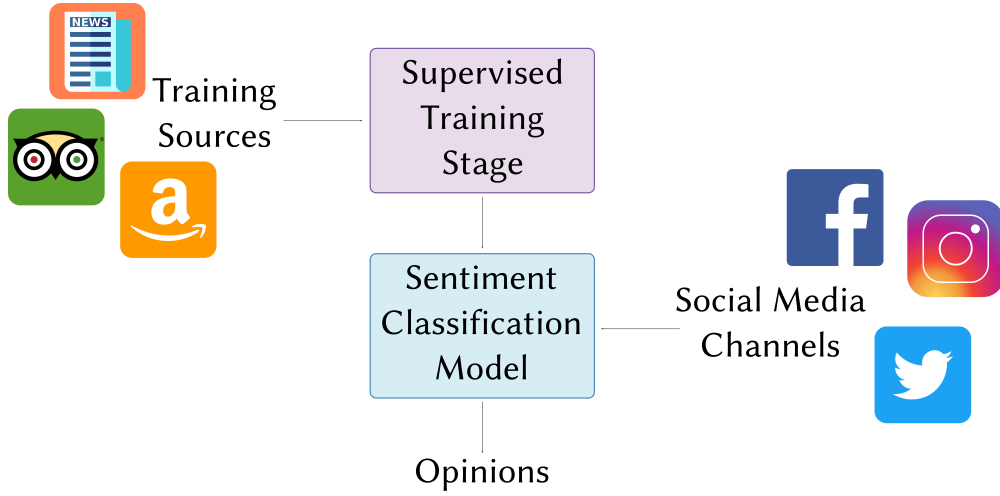 NEWS
Training
Sources
Supervised
Training
Stage
Sentiment
Classification
Model
Social Media
Channels
Opinions